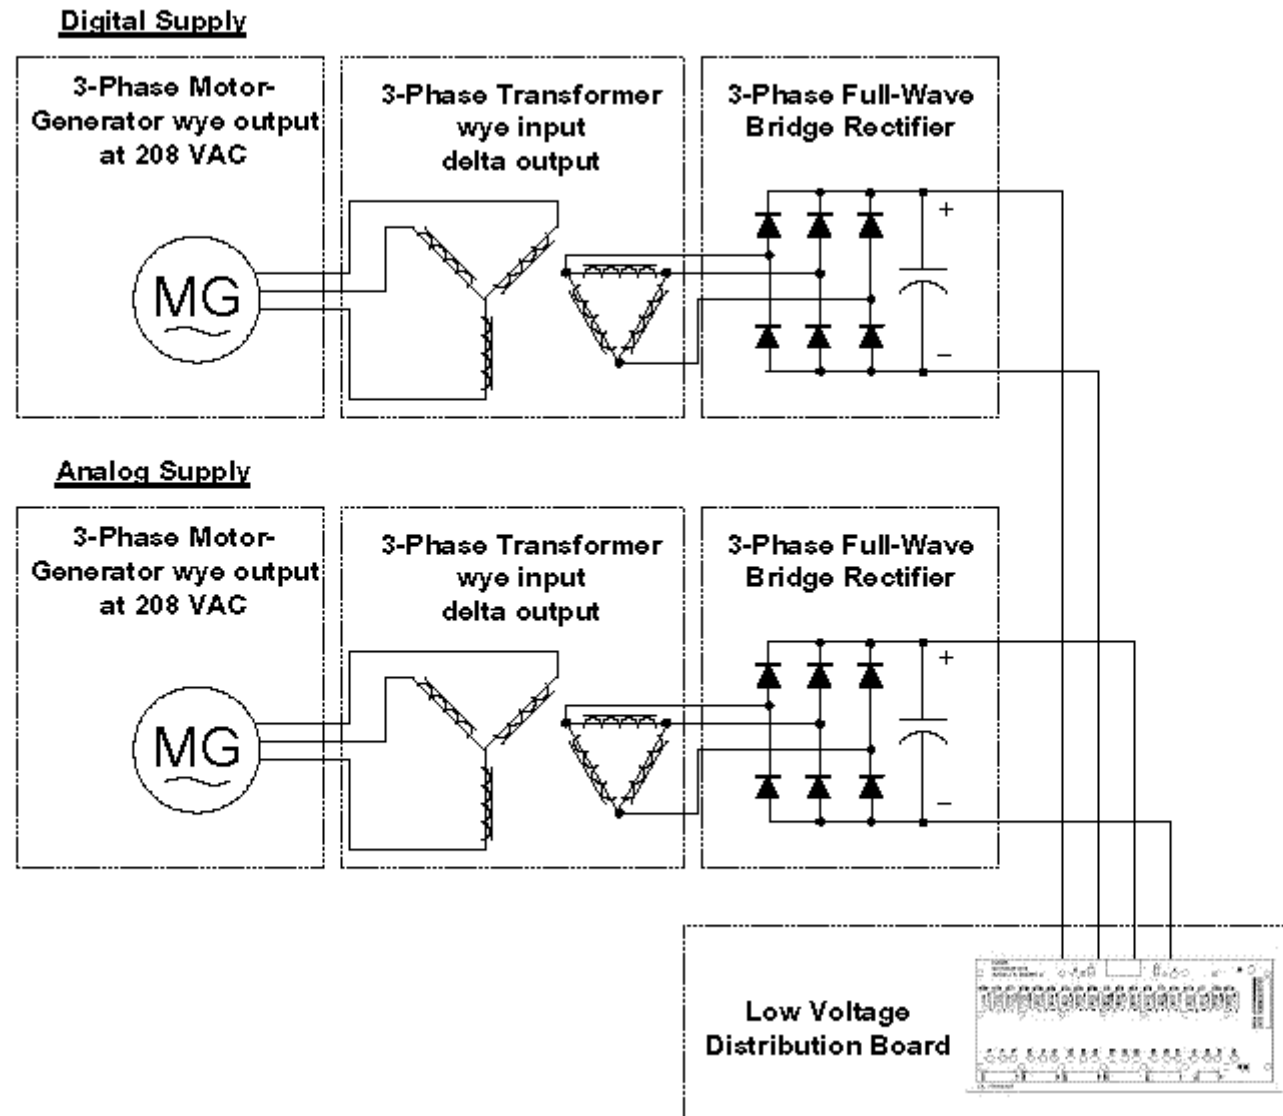 Digital Supply
3-Phase Motor-
Generator wye output
at 208 VAC
3-Phase Transformer
wye input
delta output
3-Phase Full-Wave
Bridge Rectifier
MG
+
−
Analog Supply
3-Phase Motor-
Generator wye output
at 208 VAC
3-Phase Transformer
wye input
delta output
3-Phase Full-Wave
Bridge Rectifier
MG
+
−
Low Voltage
Distribution Board